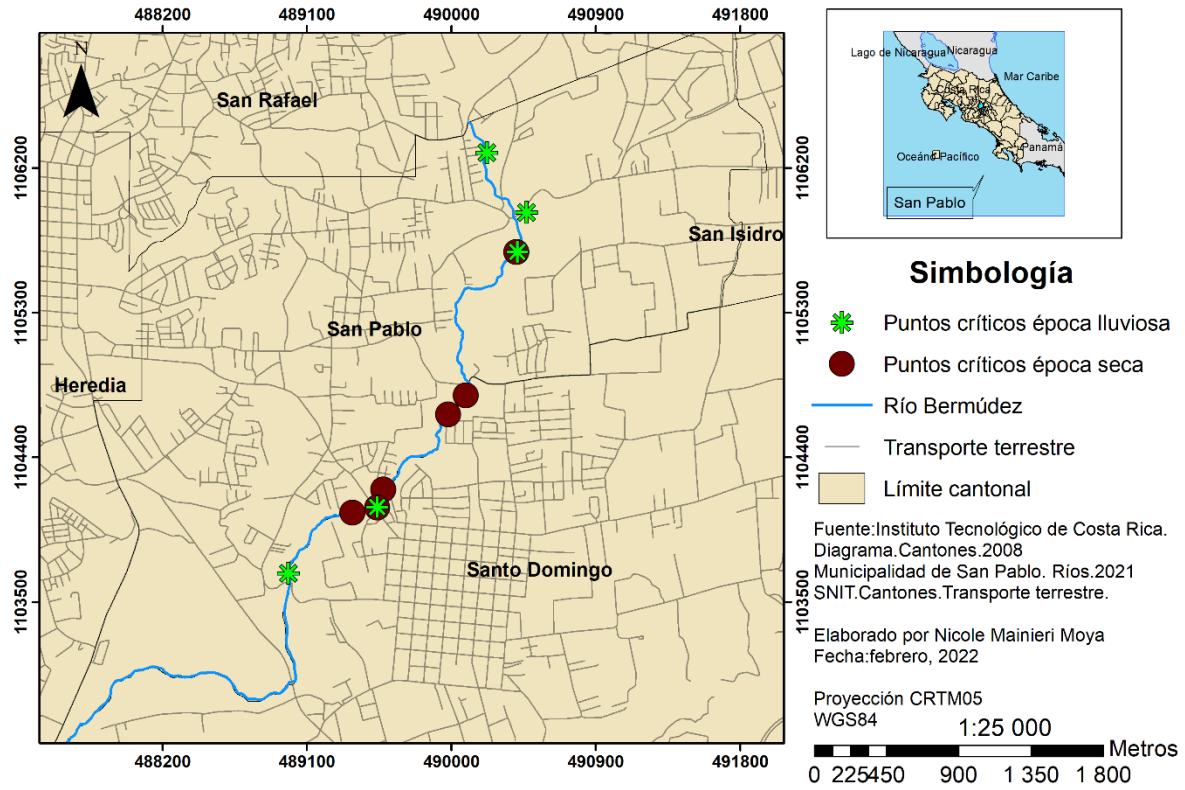 488200 489100 490000 490900 491800
N
San Rafael
1106200 1106200
San Isidro
1105300 1105300
San Pablo
Heredia
1104400 1104400
Santo Domingo
1103500 1103500
488200 489100 490000 490900 491800
Lago de Nicaragua Nicaragua
Mar Caribe
Costa Rica
Panamá
Oceano Pacífico
San Pablo
Simbología
Puntos críticos época lluviosa
Puntos críticos época seca
Río Bermúdez
Transporte terrestre
Límite cantonal
Fuente:Instituto Tecnológico de Costa Rica.
Diagrama.Cantones.2008
Municipalidad de San Pablo. Ríos.2021
SNIT.Cantones.Transporte terrestre.
Elaborado por Nicole Mainieri Moya
Fecha:febrero, 2022
Proyección CRTM05
WGS84
1:25 000
Metros
0 225450 900 1 350 1 800